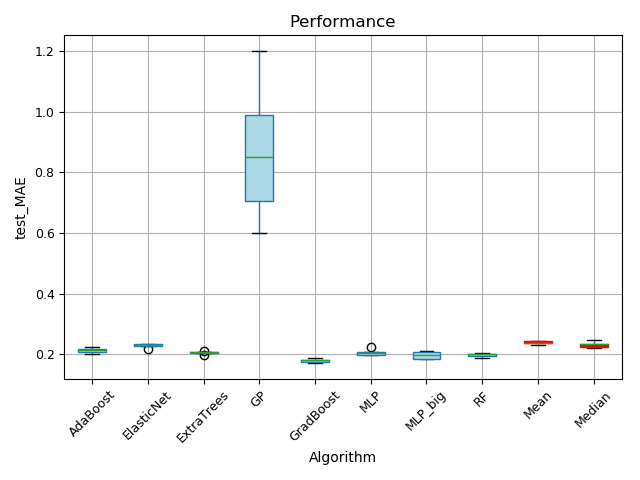 Performance
test_MAE
1.2
1.0
0.8
0.6
0.4
0.2
AdaBoost
ElasticNet
ExtraTrees
GP
GradBoost
MLP
MLP_big
RF
Mean
Median
Algorithm